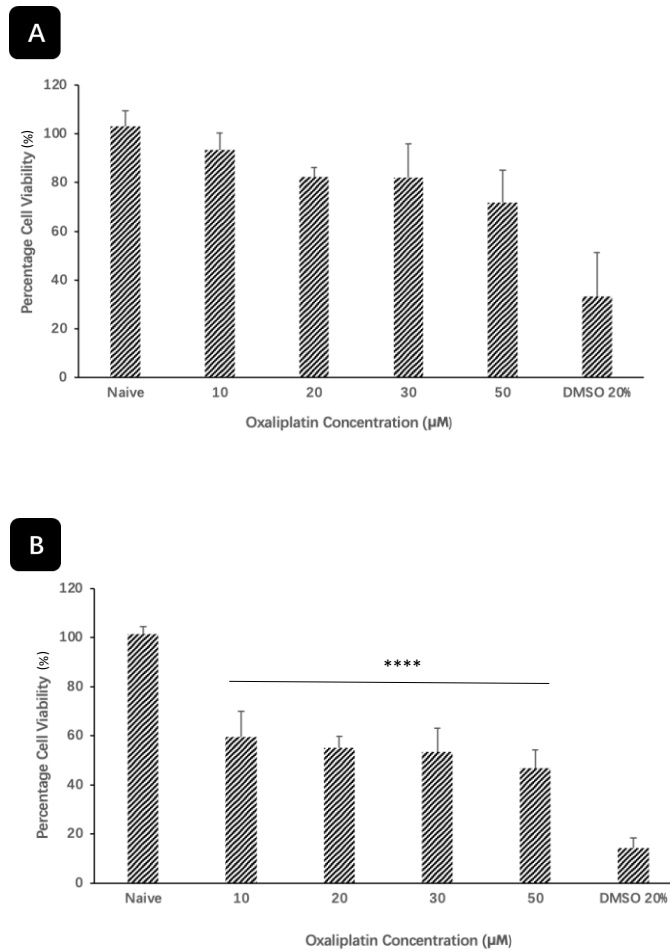 A
120
100
80
60
40
20
0
Percentage Cell Viability (%)
Naive 10 20 30 50 DMSO 20%
Oxaliplatin Concentration (μM)
B
120
100
80
60
40
20
0
Percentage Cell Viability (%)
****
Naive 10 20 30 50 DMSO 20%
Oxaliplatin Concentration (μM)